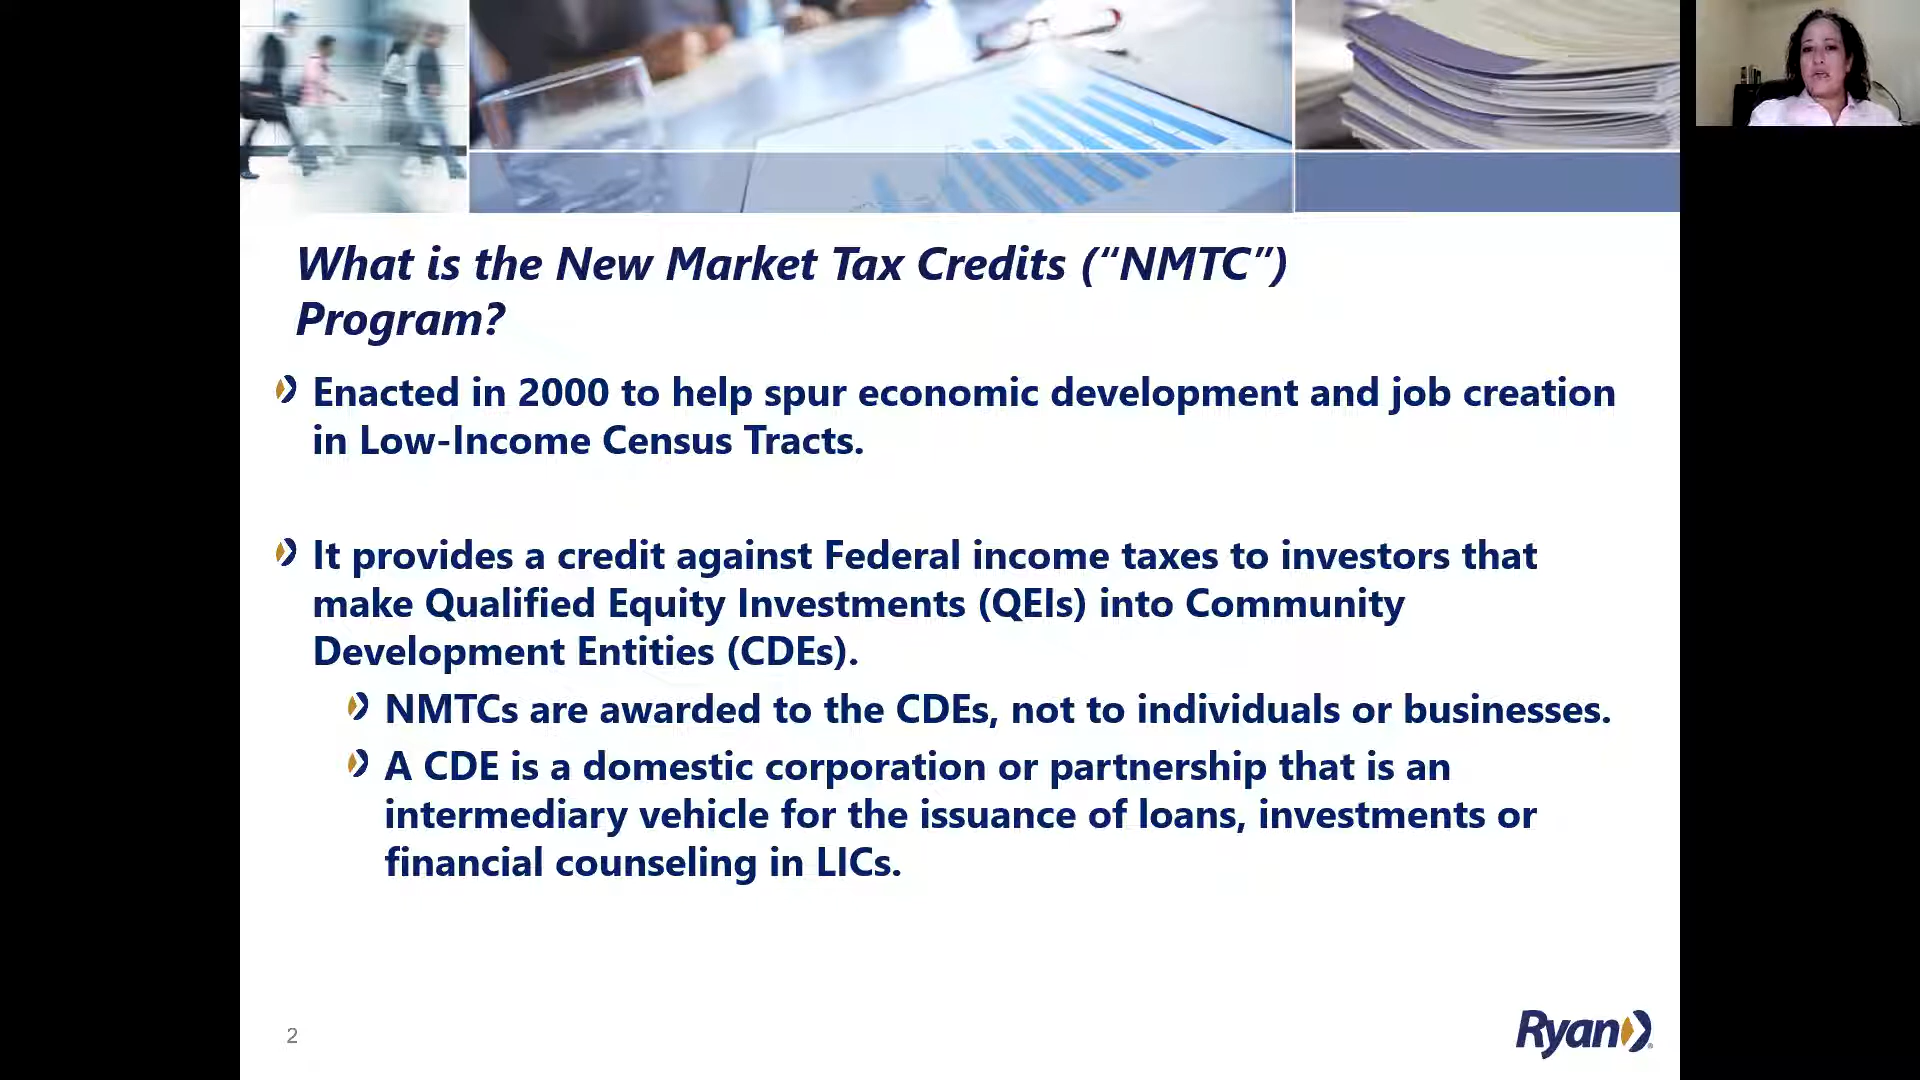 What is the New Market Tax Credits (“NMTC”)
Program?
Enacted in 2000 to help spur economic development and job creation
in Low-Income Census Tracts.
It provides a credit against Federal income taxes to investors that
make Qualified Equity Investments (QEIs) into Community
Development Entities (CDEs).
NMTCs are awarded to the CDEs, not to individuals or businesses.
A CDE is a domestic corporation or partnership that is an
intermediary vehicle for the issuance of loans, investments or
financial counseling in LICs.
2
Ryan